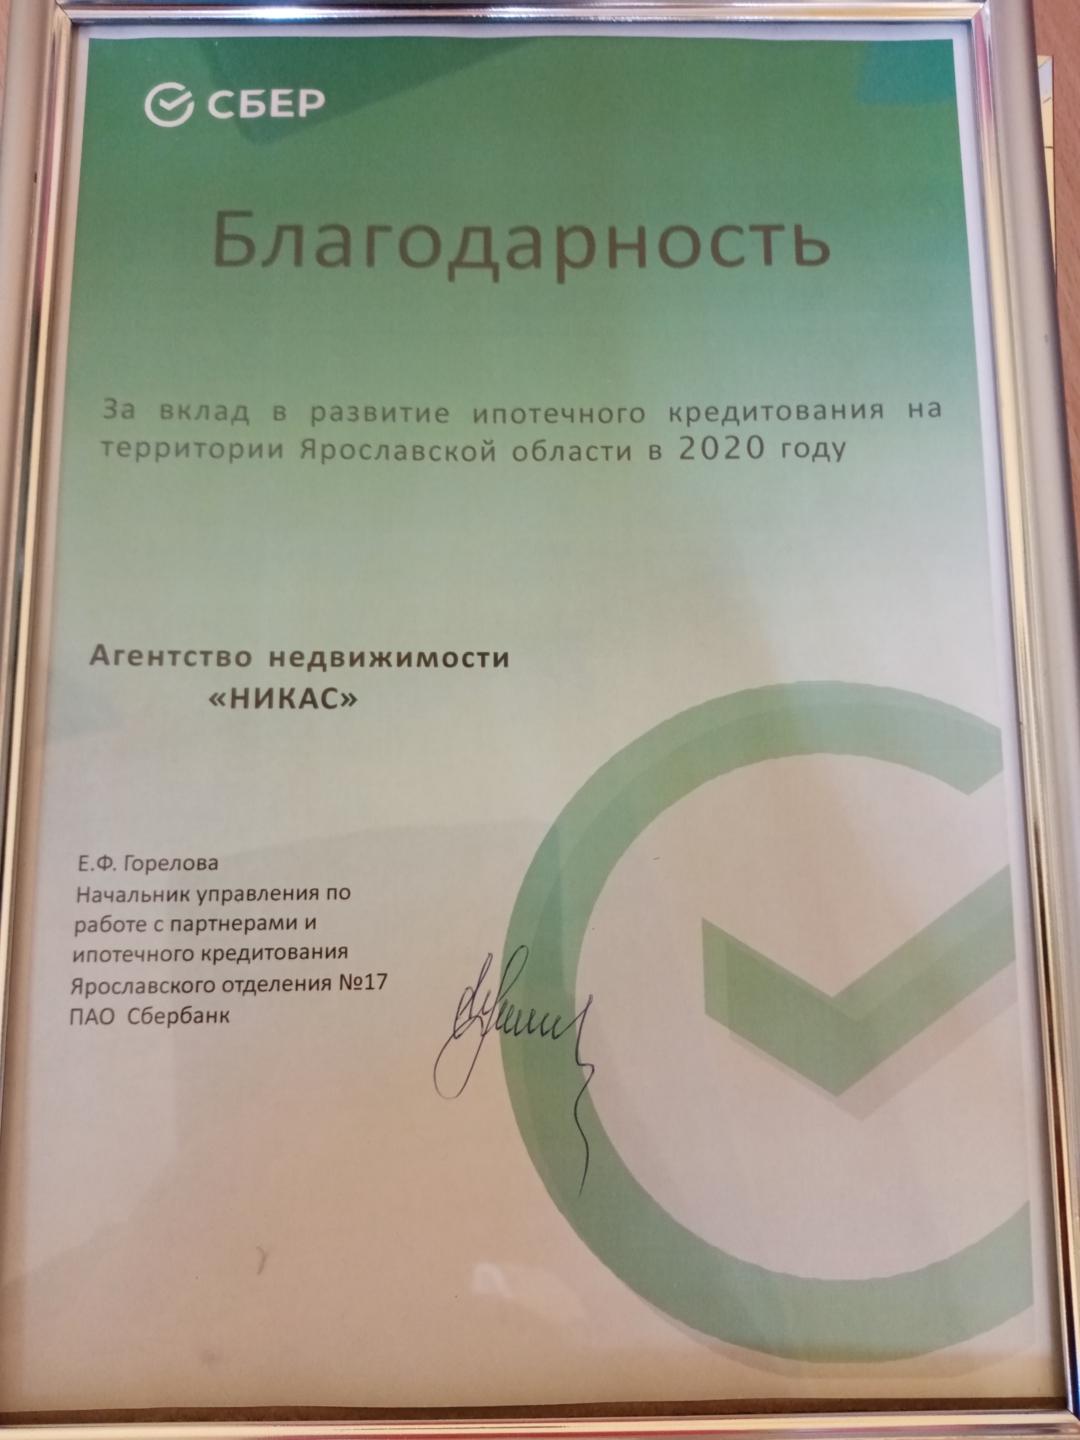 СБЕР
Благодарность
За вклад в развитие ипотечного кредитования на
территории Ярославской области в 2020 году
Агентство недвижимости
«НИКАС»
Е.Ф. Горелова
Начальник управления по
работе с партнерами и
ипотечного кредитования
Ярославского отделения №17
ПАО Сбербанк